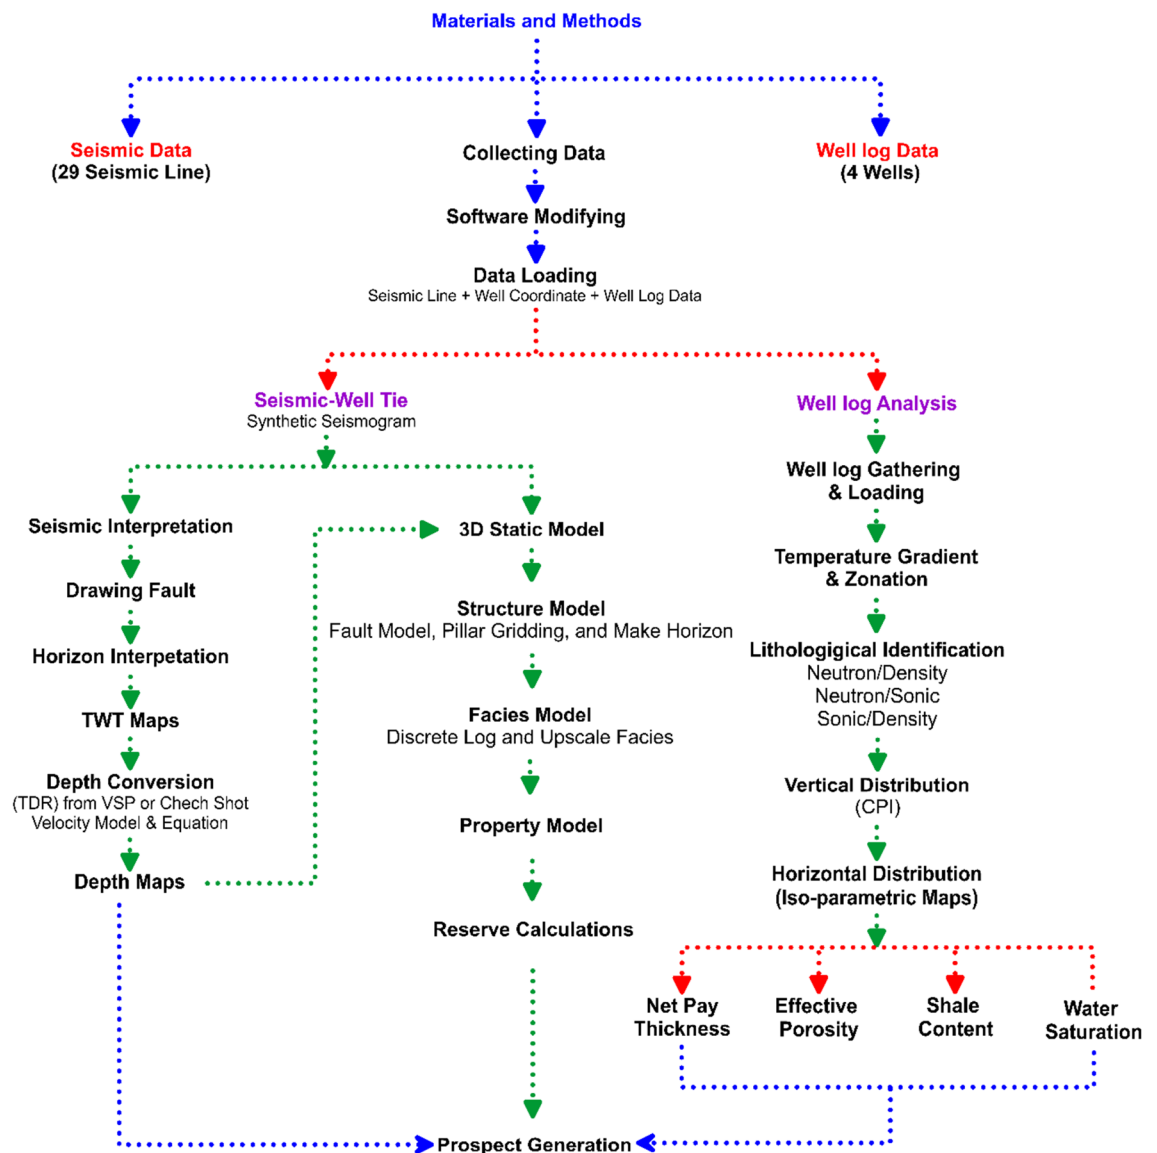 Materials and Methods
Seismic Data
(29 Seismic Line)
Collecting Data
Well log Data
(4 Wells)
Software Modifying
Data Loading
Seismic Line + Well Coordinate + Well Log Data
Seismic-Well Tie
Synthetic Seismogram
Well log Analysis
Seismic Interpretation
Drawing Fault
Horizon Interpetation
TWT Maps
Depth Conversion
(TDR) from VSP or Chech Shot
Velocity Model & Equation
Depth Maps
3D Static Model
Structure Model
Fault Model, Pillar Gridding, and Make Horizon
Facies Model
Discrete Log and Upscale Facies
Property Model
Reserve Calculations
Well log Gathering
& Loading
Temperature Gradient
& Zonation
Lithologigical Identification
Neutron/Density
Neutron/Sonic
Sonic/Density
Vertical Distribution
(CPI)
Horizontal Distribution
(Iso-parametric Maps)
Net Pay
Thickness
Effective
Porosity
Shale
Content
Water
Saturation
Prospect Generation